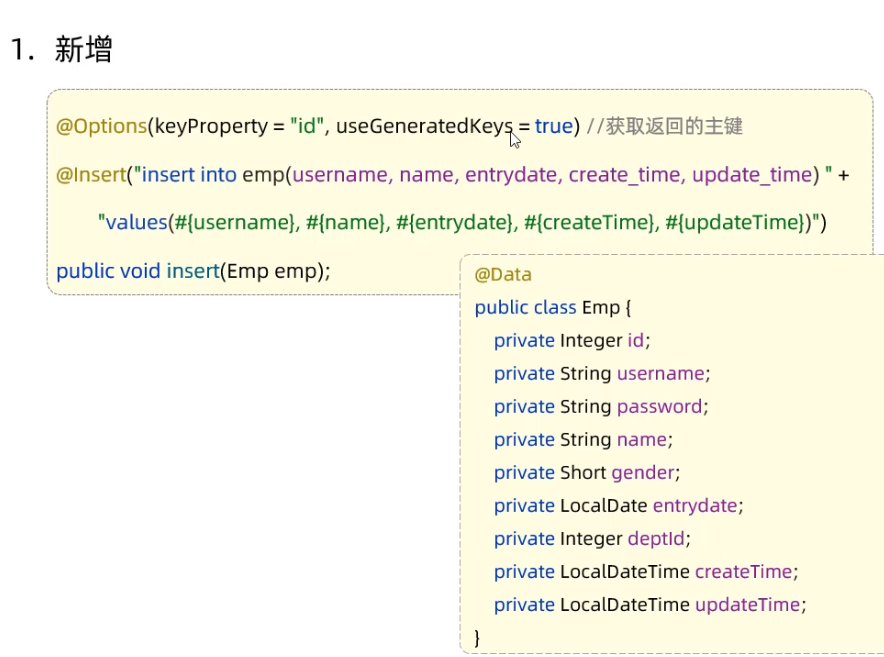 1. 新增
@Options(keyProperty = "id", useGeneratedKeys = true) //获取返回的主键
@Insert("insert into emp(username, name, entrydate, create_time, update_time) " +
"values(#{username}, #{name}, #{entrydate}, #{createTime}, #{updateTime})")
public void insert(Emp emp);
@Data
public class Emp {
private Integer id;
private String username;
private String password;
private String name;
private Short gender;
private LocalDate entrydate;
private Integer deptId;
private LocalDateTime createTime;
private LocalDateTime updateTime;
}